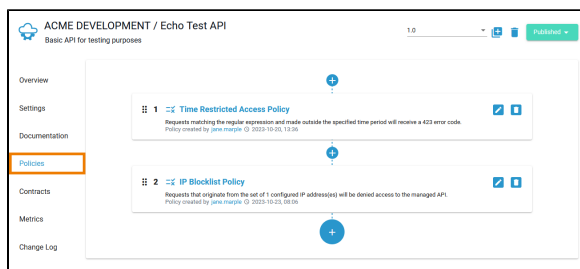 ACME DEVELOPMENT / Echo Test API
Basic API for testing purposes
1.0
Published
Overview
Settings
Documentation
Policies
Contracts
Metrics
Change Log
1 Time Restricted Access Policy
Requests matching the regular expression and made outside the specified time period will receive a 423 error code.
Policy created by jane.marple 2023-10-20, 13:36
2 IP Blocklist Policy
Requests that originate from the set of 1 configured IP address(es) will be denied access to the managed API.
Policy created by jane.marple 2023-10-23, 08:06